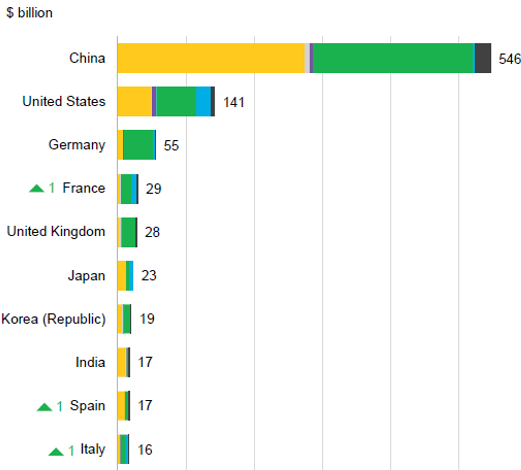 $ billion
China 546
United States 141
Germany 55
▲ 1 France 29
United Kingdom 28
Japan 23
Korea (Republic) 19
India 17
▲ 1 Spain 17
▲ 1 Italy 16